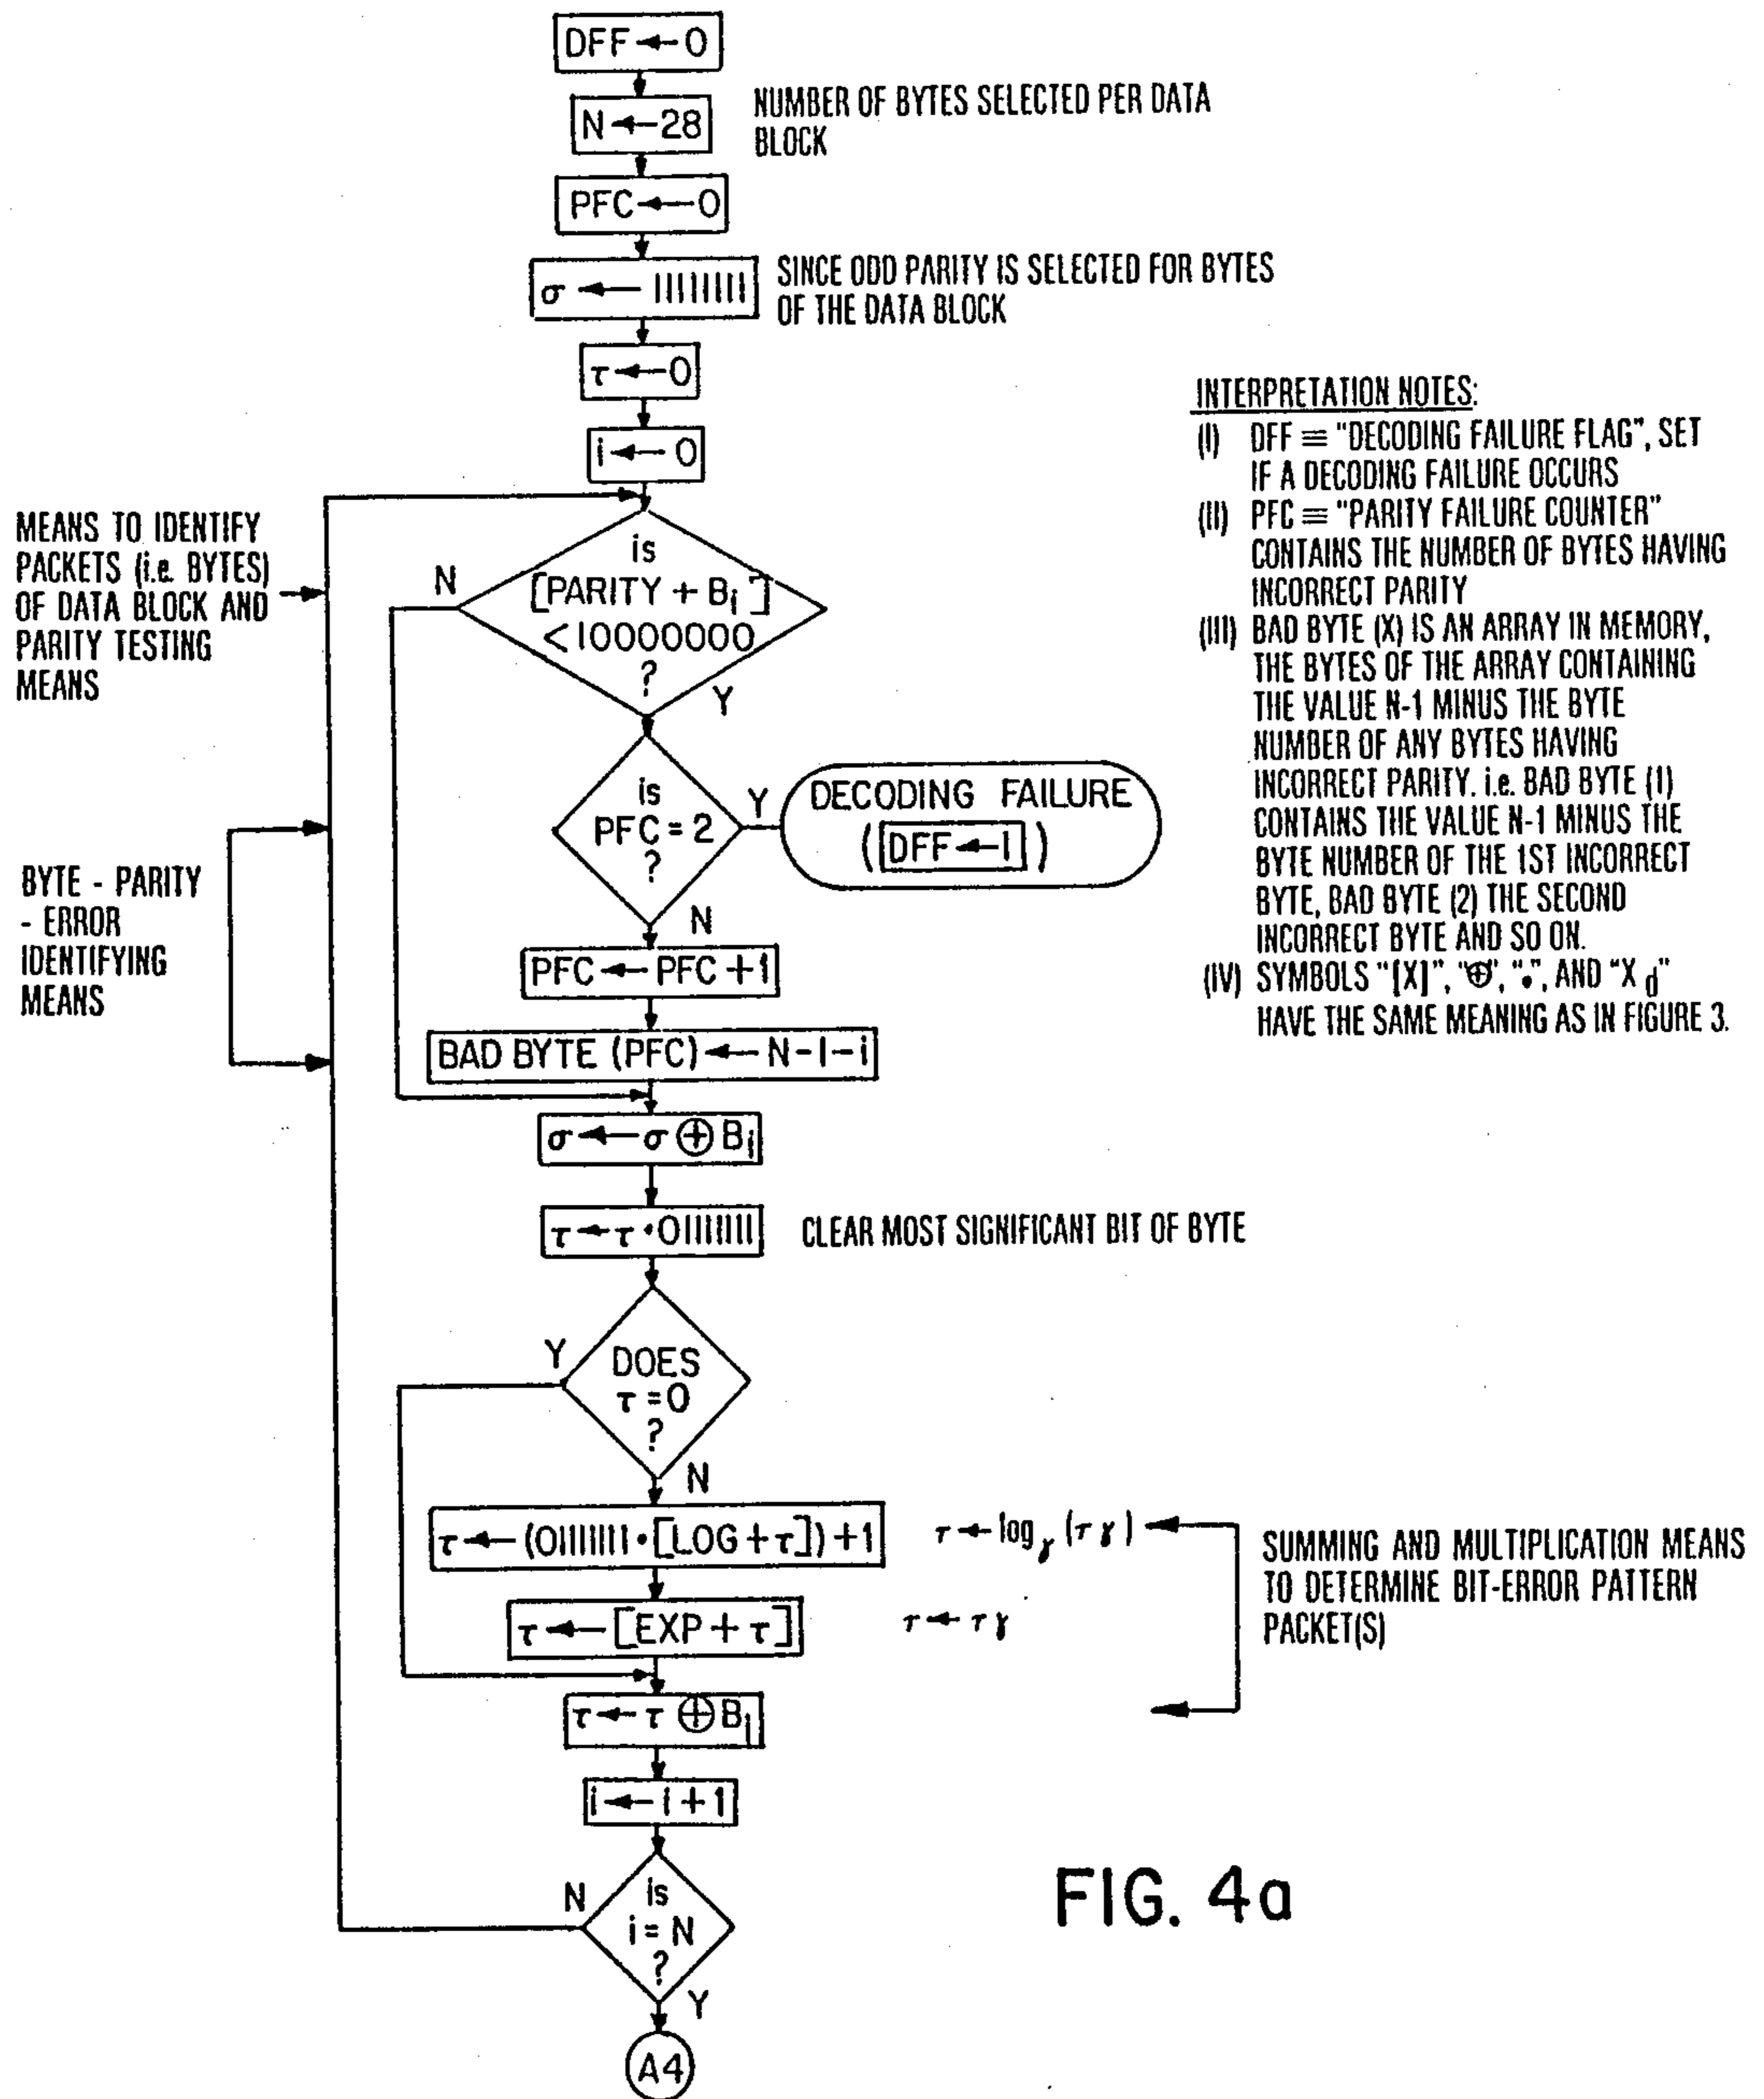 DFF ← 0
N ← 28
NUMBER OF BYTES SELECTED PER DATA
BLOCK
PFC ← 0
σ ← 11111111
SINCE ODD PARITY IS SELECTED FOR BYTES
OF THE DATA BLOCK
τ ← 0
i ← 0
INTERPRETATION NOTES:
(I) DFF ≡ "DECODING FAILURE FLAG", SET
IF A DECODING FAILURE OCCURS
(II) PFC ≡ "PARITY FAILURE COUNTER"
CONTAINS THE NUMBER OF BYTES HAVING
INCORRECT PARITY
(III) BAD BYTE (X) IS AN ARRAY IN MEMORY,
THE BYTES OF THE ARRAY CONTAINING
THE VALUE N-1 MINUS THE BYTE
NUMBER OF ANY BYTES HAVING
INCORRECT PARITY. i.e. BAD BYTE (1)
CONTAINS THE VALUE N-1 MINUS THE
BYTE NUMBER OF THE 1ST INCORRECT
BYTE, BAD BYTE (2) THE SECOND
INCORRECT BYTE AND SO ON.
(IV) SYMBOLS "[X]", "⊕", "•", AND "X d"
HAVE THE SAME MEANING AS IN FIGURE 3.
MEANS TO IDENTIFY
PACKETS (i.e. BYTES)
OF DATA BLOCK AND
PARITY TESTING
MEANS
is
[PARITY + Bi]
<10000000
?
N
Y
is
PFC = 2
?
Y
DECODING FAILURE
(DFF ← 1)
N
BYTE - PARITY
- ERROR
IDENTIFYING
MEANS
PFC ← PFC + 1
BAD BYTE (PFC) ← N - 1 - i
σ ← σ ⊕ Bi
τ ← τ • 01111111
CLEAR MOST SIGNIFICANT BIT OF BYTE
Y
DOES
τ = 0
?
N
τ ← (01111111 • [LOG + τ]) + 1
τ ← logγ (τ γ)
τ ← [EXP + τ]
τ ← τ γ
SUMMING AND MULTIPLICATION MEANS
TO DETERMINE BIT-ERROR PATTERN
PACKET(S)
τ ← τ ⊕ Bi
i ← i + 1
N
is
i = N
?
Y
A4
FIG. 4a